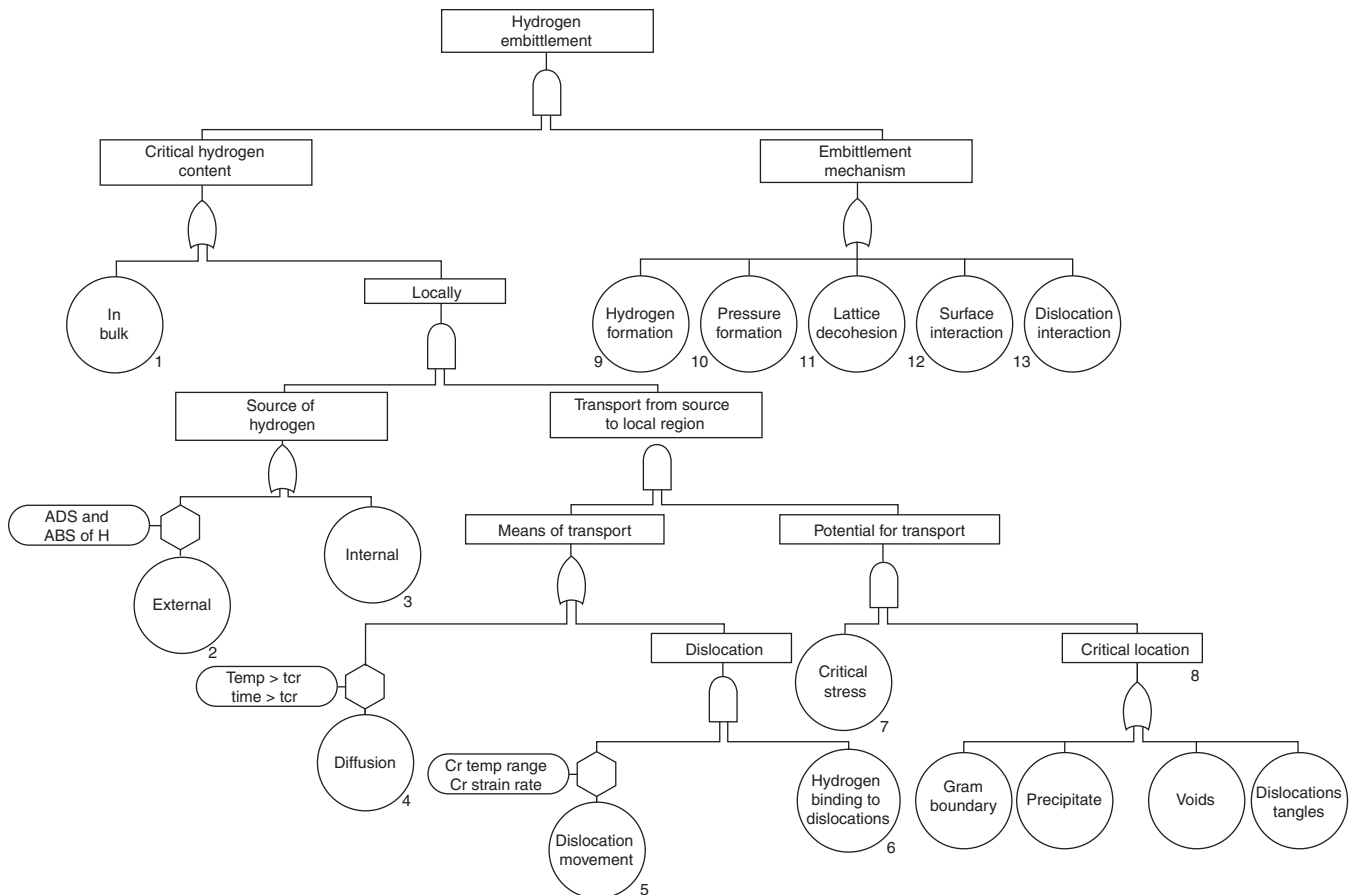 Hydrogen
embittlement
Critical hydrogen
content
Embittlement
mechanism
In
bulk
1
Locally
Hydrogen
formation
9
Pressure
formation
10
Lattice
decohesion
11
Surface
interaction
12
Dislocation
interaction
13
Source of
hydrogen
Transport from source
to local region
ADS and
ABS of H
External
2
Internal
3
Means of transport
Potential for transport
Temp > tcr
time > tcr
Diffusion
4
Dislocation
Critical
stress
7
Critical location
8
Cr temp range
Cr strain rate
Dislocation
movement
5
Hydrogen
binding to
dislocations
6
Gram
boundary
Precipitate
Voids
Dislocations
tangles